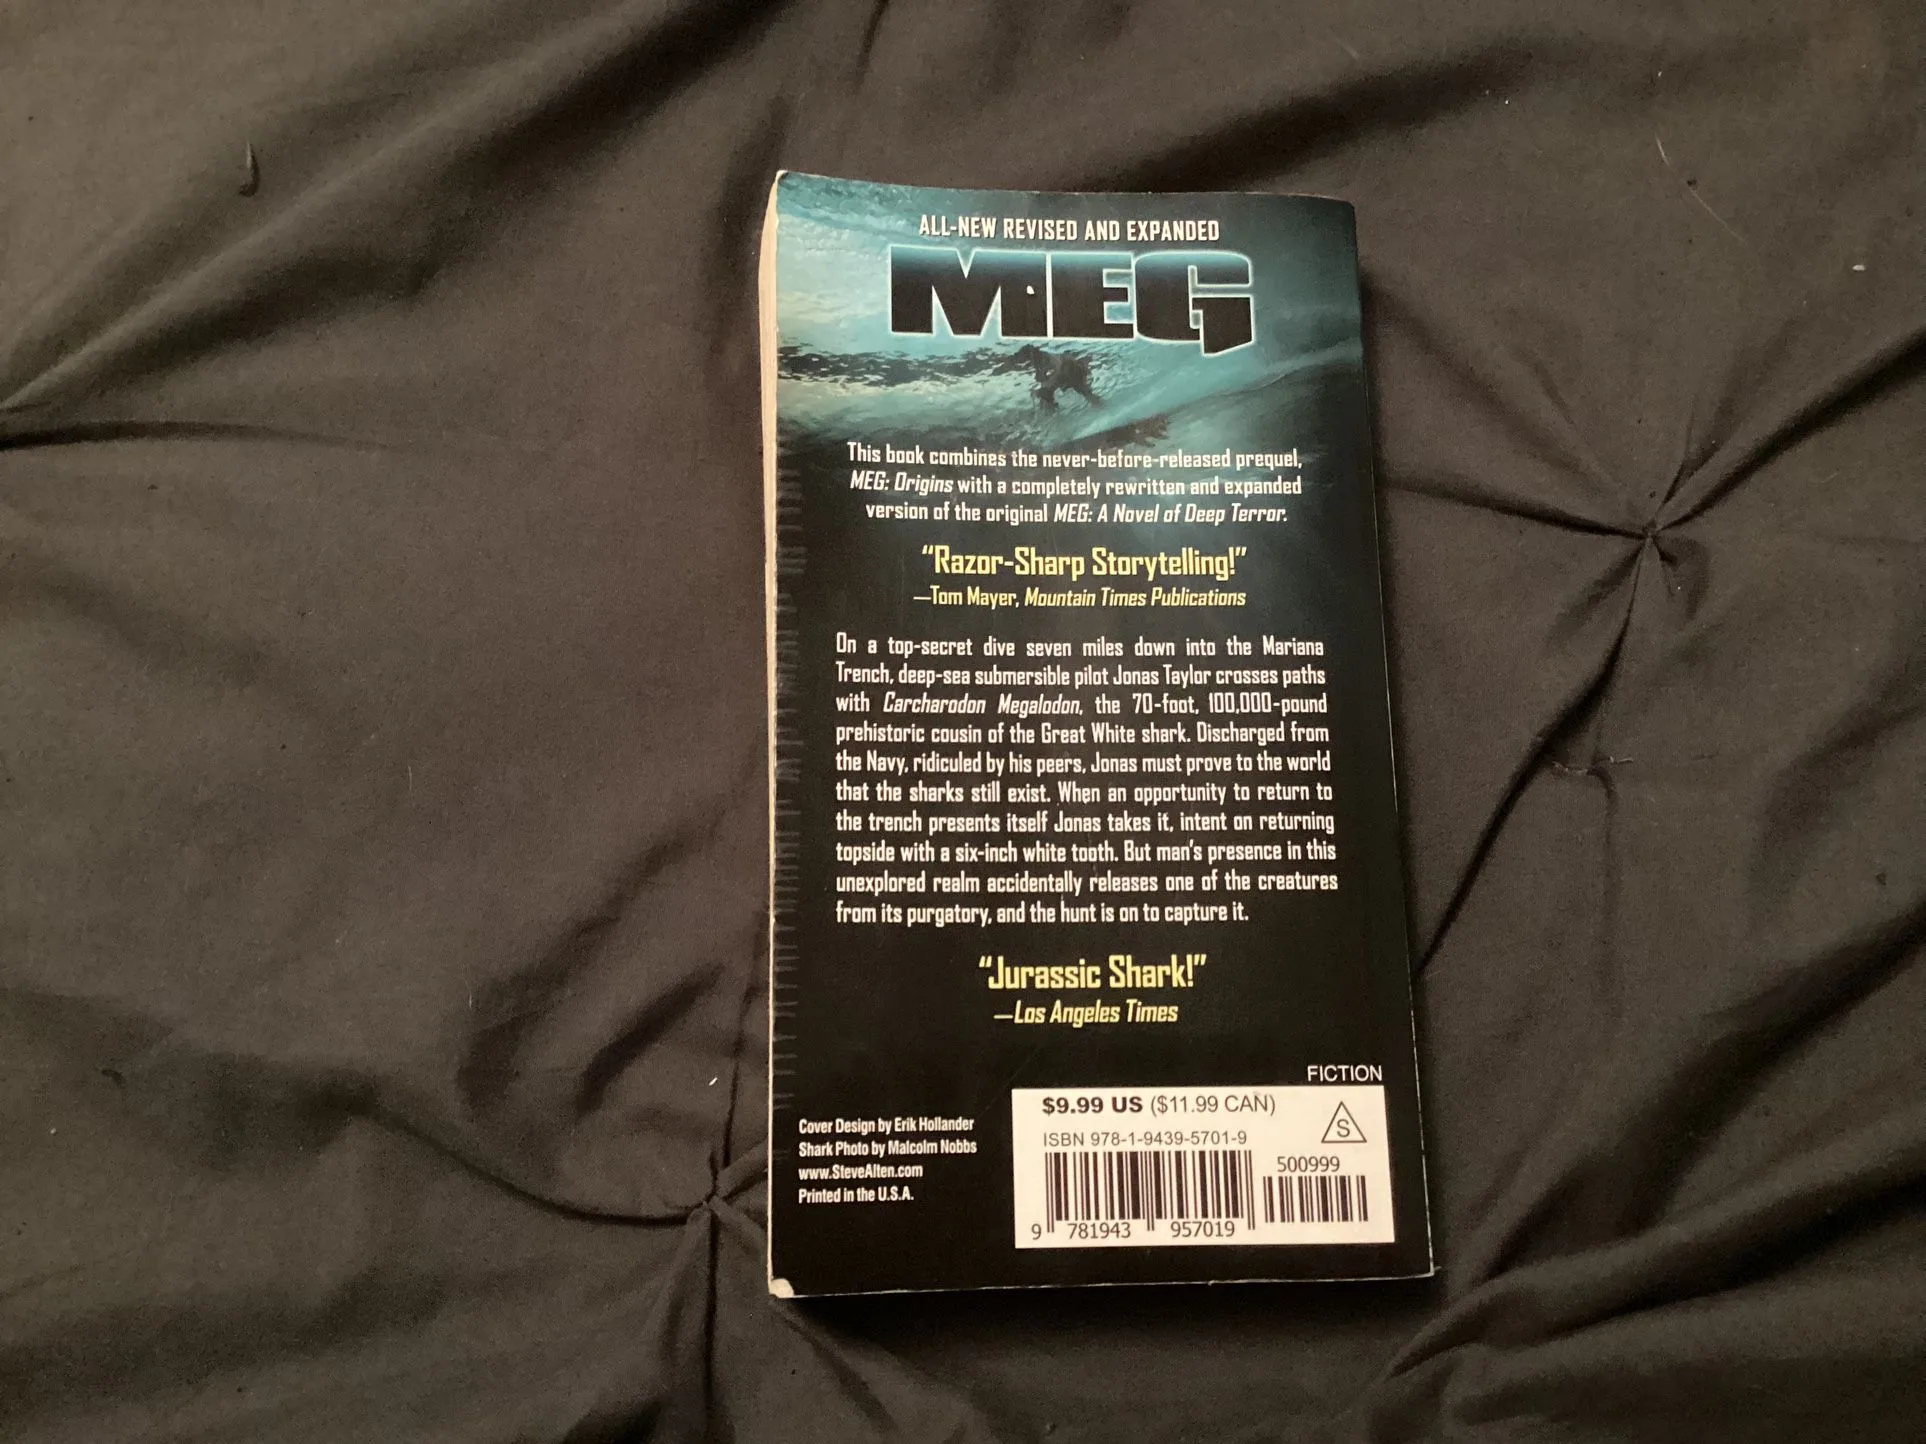 ALL-NEW REVISED AND EXPANDED
MEG
This book combines the never-before-released prequel,
MEG: Origins with a completely rewritten and expanded
version of the original MEG: A Novel of Deep Terror.
“Razor-Sharp Storytelling!”
—Tom Mayer, Mountain Times Publications
On a top-secret dive seven miles down into the Mariana
Trench, deep-sea submersible pilot Jonas Taylor crosses paths
with Carcharodon Megalodon, the 70-foot, 100,000-pound
prehistoric cousin of the Great White shark. Discharged from
the Navy, ridiculed by his peers, Jonas must prove to the world
that the sharks still exist. When an opportunity to return to
the trench presents itself Jonas takes it, intent on returning
topside with a six-inch white tooth. But man's presence in this
unexplored realm accidentally releases one of the creatures
from its purgatory, and the hunt is on to capture it.
“Jurassic Shark!”
—Los Angeles Times
Cover Design by Erik Hollander
Shark Photo by Malcolm Nobbs
www.SteveAlten.com
Printed in the U.S.A.
FICTION
$9.99 US ($11.99 CAN)
S
ISBN 978-1-9439-5701-9
500999
9 781943 957019